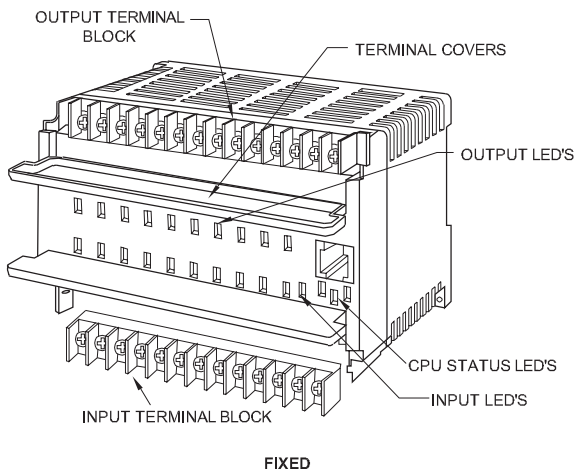 OUTPUT TERMINAL
BLOCK
TERMINAL COVERS
OUTPUT LED'S
CPU STATUS LED'S
INPUT LED'S
INPUT TERMINAL BLOCK
FIXED